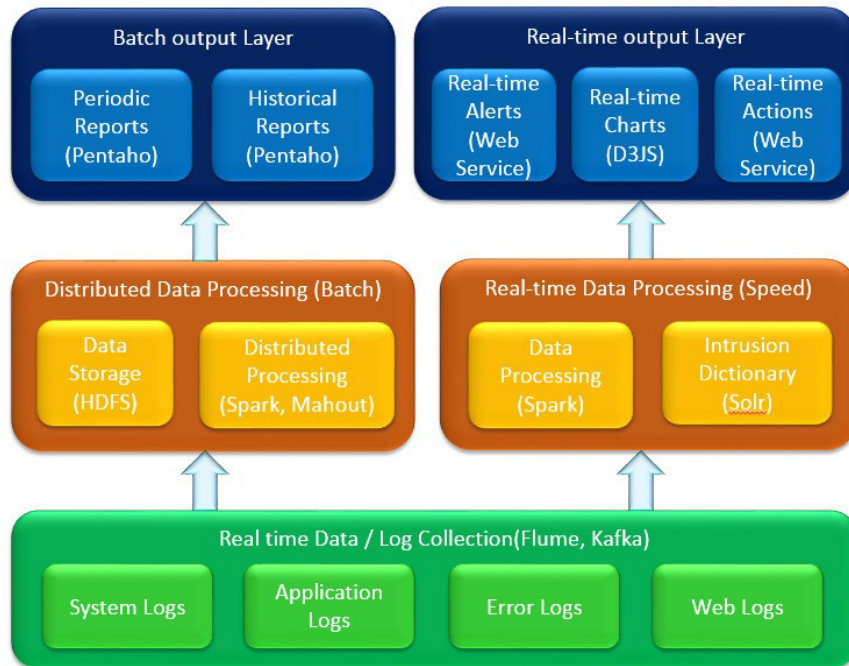 Batch output Layer
Periodic
Reports
(Pentaho)
Historical
Reports
(Pentaho)
Real-time output Layer
Real-time
Alerts
(Web
Service)
Real-time
Charts
(D3JS)
Real-time
Actions
(Web
Service)
Distributed Data Processing (Batch)
Data
Storage
(HDFS)
Distributed
Processing
(Spark, Mahout)
Real-time Data Processing (Speed)
Data
Processing
(Spark)
Intrusion
Dictionary
(Solr)
Real time Data / Log Collection(Flume, Kafka)
System Logs
Application
Logs
Error Logs
Web Logs